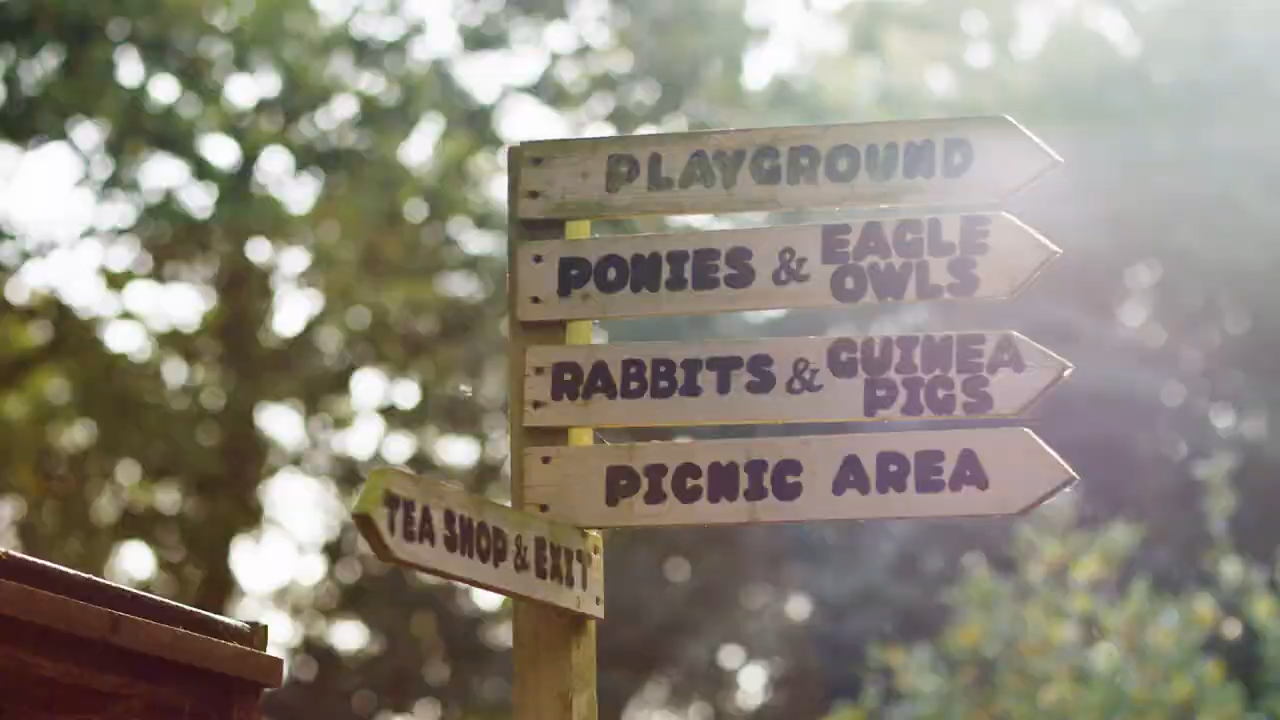 PLAYGROUND
PONIES & EAGLE
OWLS
RABBITS & GUINEA
PIGS
PICNIC AREA
TEA SHOP & EXIT